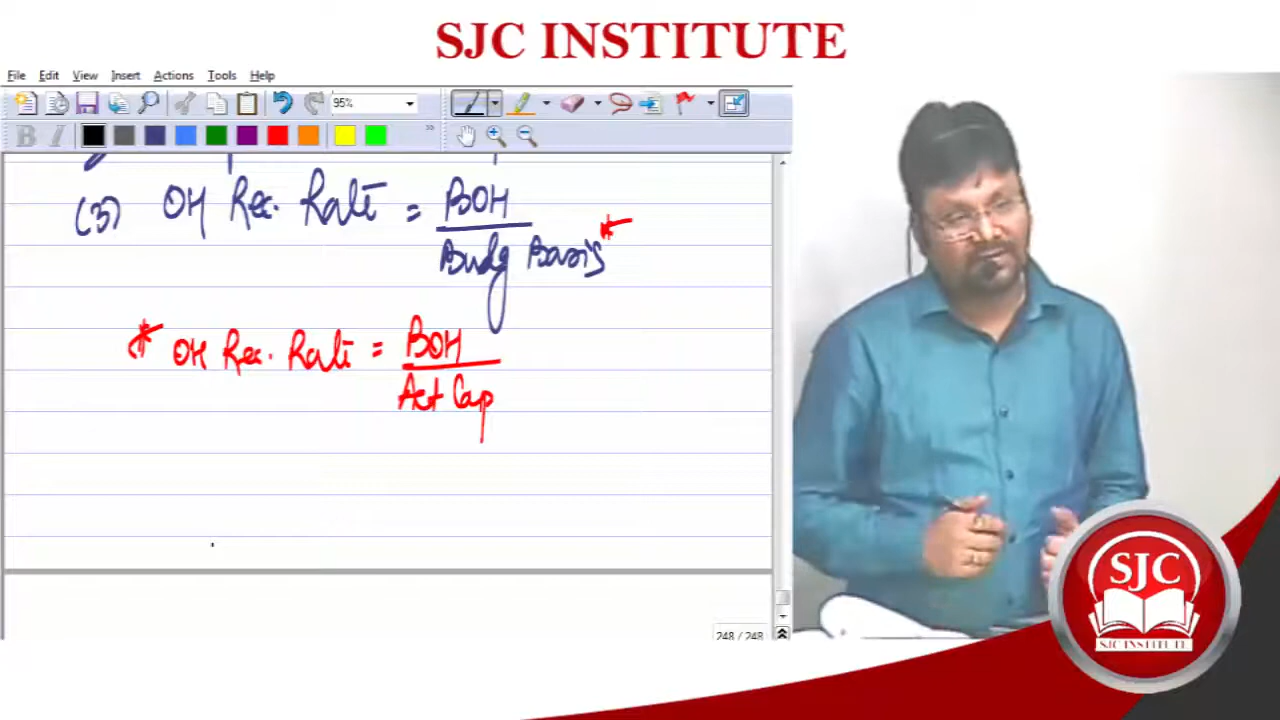 SJC INSTITUTE
File Edit View Insert Actions Tools Help
95%
B I
(3) OH Rec. Rate = BOH
Budg Basis *
* OH Rec. Rate = BOH
Act Cap
248 / 248
SJC
SJC INSTITUTE